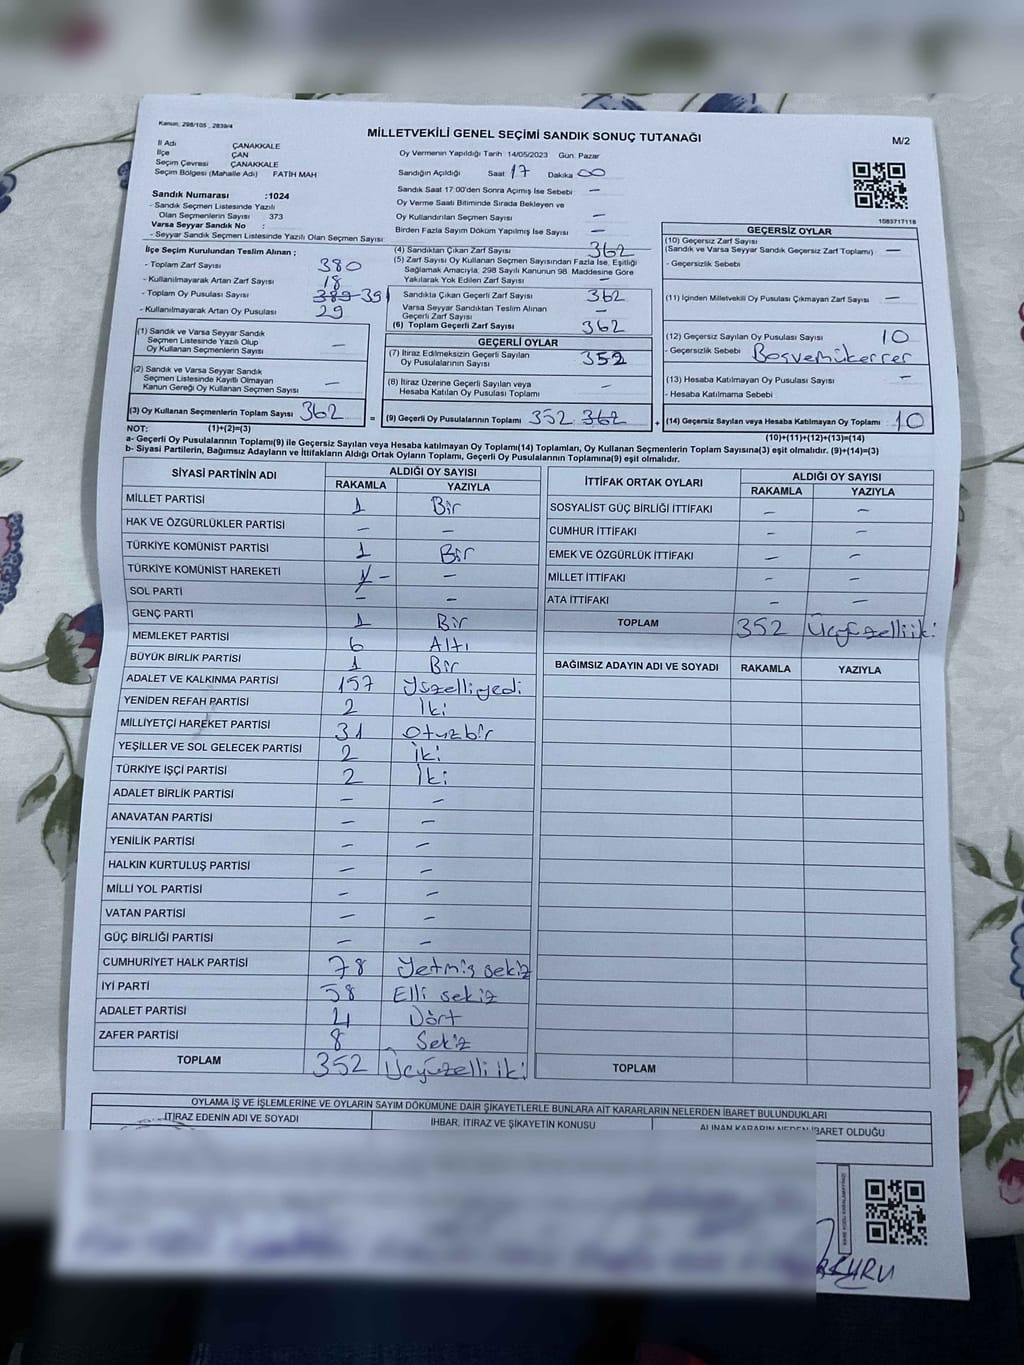 Kanun: 298/105 , 2839/4
MİLLETVEKİLİ GENEL SEÇİMİ SANDIK SONUÇ TUTANAĞI
M/2
İl Adı ÇANAKKALE
İlçe ÇAN
Seçim Çevresi ÇANAKKALE
Seçim Bölgesi (Mahalle Adı) FATİH MAH
Sandık Numarası :1024
- Sandık Seçmen Listesinde Yazılı
Olan Seçmenlerin Sayısı : 373
Varsa Seyyar Sandık No :
- Seyyar Sandık Seçmen Listesinde Yazılı Olan Seçmen Sayısı:
Oy Vermenin Yapıldığı Tarih :14/05/2023 Gün: Pazar
Sandığın Açıldığı Saat 17 Dakika 00
Sandık Saat 17:00'den Sonra Açımış İse Sebebi: –
Oy Verme Saati Bitiminde Sırada Bekleyen ve
Oy Kullandırılan Seçmen Sayısı –
Birden Fazla Sayım Döküm Yapılmış İse Sayısı –
1583717118
İlçe Seçim Kurulundan Teslim Alınan ;
- Toplam Zarf Sayısı 380
- Kullanılmayarak Artan Zarf Sayısı 18
- Toplam Oy Pusulası Sayısı 389 391
- Kullanılmayarak Artan Oy Pusulası 29
(1) Sandık ve Varsa Seyyar Sandık
Seçmen Listesinde Yazılı Olup
Oy Kullanan Seçmenlerin Sayısı –
(2) Sandık ve Varsa Seyyar Sandık
Seçmen Listesinde Kayıtlı Olmayan
Kanun Gereği Oy Kullanan Seçmen Sayısı –
(3) Oy Kullanan Seçmenlerin Toplam Sayısı 362 =
(4) Sandıktan Çıkan Zarf Sayısı 362
(5) Zarf Sayısı Oy Kullanan Seçmen Sayısından Fazla İse, Eşitliği
Sağlamak Amacıyla, 298 Sayılı Kanunun 98. Maddesine Göre
Yakılarak Yok Edilen Zarf Sayısı –
Sandıkla Çıkan Geçerli Zarf Sayısı 362
Varsa Seyyar Sandıktan Teslim Alınan
Geçerli Zarf Sayısı –
(6) Toplam Geçerli Zarf Sayısı 362
GEÇERLİ OYLAR
(7) İtiraz Edilmeksizin Geçerli Sayılan
Oy Pusulalarının Sayısı 352
(8) İtiraz Üzerine Geçerli Sayılan veya
Hesaba Katılan Oy Pusulalarının Toplamı –
(9) Geçerli Oy Pusulalarının Toplamı 352 362 +
GEÇERSİZ OYLAR
(10) Geçersiz Zarf Sayısı
(Sandık ve Varsa Seyyar Sandık Geçersiz Zarf Toplamı) –
- Geçersizlik Sebebi :
(11) İçinden Milletvekili Oy Pusulası Çıkmayan Zarf Sayısı –
(12) Geçersiz Sayılan Oy Pusulası Sayısı 10
- Geçersizlik Sebebi : Boş ve mükerrer
(13) Hesaba Katılmayan Oy Pusulası Sayısı –
- Hesaba Katılmama Sebebi :
(14) Geçersiz Sayılan veya Hesaba Katılmayan Oy Toplamı 10
NOT: (1)+(2)=(3) (10)+(11)+(12)+(13)=(14)
a- Geçerli Oy Pusulalarının Toplamı(9) ile Geçersiz Sayılan veya Hesaba katılmayan Oy Toplamı(14) Toplamları, Oy Kullanan Seçmenlerin Toplam Sayısına(3) eşit olmalıdır. (9)+(14)=(3)
b- Siyasi Partilerin, Bağımsız Adayların ve İttifakların Aldığı Ortak Oyların Toplamı, Geçerli Oy Pusulalarının Toplamına(9) eşit olmalıdır.
SİYASİ PARTİNİN ADI ALDIĞI OY SAYISI
RAKAMLA YAZIYLA
MİLLET PARTİSİ 1 Bir
HAK VE ÖZGÜRLÜKLER PARTİSİ – –
TÜRKİYE KOMÜNİST PARTİSİ 1 Bir
TÜRKİYE KOMÜNİST HAREKETİ 1 – –
SOL PARTİ – –
GENÇ PARTİ 1 Bir
MEMLEKET PARTİSİ 6 Altı
BÜYÜK BİRLİK PARTİSİ 1 Bir
ADALET VE KALKINMA PARTİSİ 157 Yüzelliyedi
YENİDEN REFAH PARTİSİ 2 İki
MİLLİYETÇİ HAREKET PARTİSİ 31 Otuzbir
YEŞİLLER VE SOL GELECEK PARTİSİ 2 İki
TÜRKİYE İŞÇİ PARTİSİ 2 İki
ADALET BİRLİK PARTİSİ – –
ANAVATAN PARTİSİ – –
YENİLİK PARTİSİ – –
HALKIN KURTULUŞ PARTİSİ – –
MİLLİ YOL PARTİSİ – –
VATAN PARTİSİ – –
GÜÇ BİRLİĞİ PARTİSİ – –
CUMHURİYET HALK PARTİSİ 78 Yetmiş sekiz
İYİ PARTİ 58 Elli sekiz
ADALET PARTİSİ 4 Dört
ZAFER PARTİSİ 8 Sekiz
TOPLAM 352 Üçyüzelli iki
İTTİFAK ORTAK OYLARI ALDIĞI OY SAYISI
RAKAMLA YAZIYLA
SOSYALİST GÜÇ BİRLİĞİ İTTİFAKI – –
CUMHUR İTTİFAKI – –
EMEK VE ÖZGÜRLÜK İTTİFAKI – –
MİLLET İTTİFAKI – –
ATA İTTİFAKI – –
TOPLAM 352 Üçyüzelliiki
BAĞIMSIZ ADAYIN ADI VE SOYADI RAKAMLA YAZIYLA
TOPLAM
OYLAMA İŞ VE İŞLEMLERİNE VE OYLARIN SAYIM DÖKÜMÜNE DAİR ŞİKAYETLERLE BUNLARA AİT KARARLARIN NELERDEN İBARET BULUNDUKLARI
İTİRAZ EDENİN ADI VE SOYADI İHBAR, İTİRAZ VE ŞİKAYETİN KONUSU ALINAN KARARIN NEDEN İBARET OLDUĞU